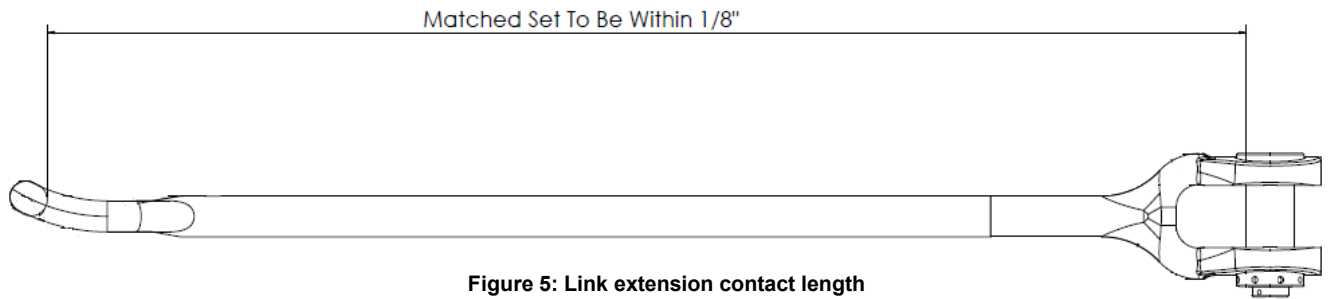 Matched Set To Be Within 1/8"
Figure 5: Link extension contact length